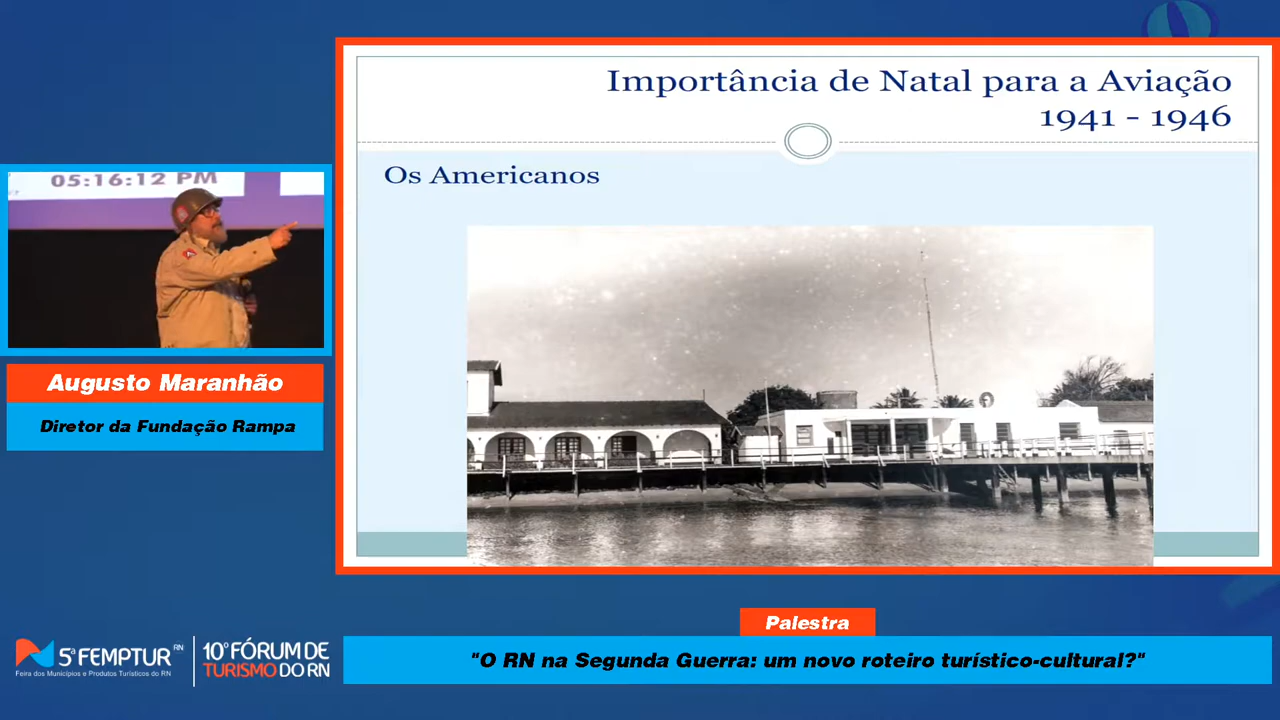 Importância de Natal para a Aviação
1941 - 1946
Os Americanos
05:16:12 PM
Augusto Maranhão
Diretor da Fundação Rampa
Palestra
"O RN na Segunda Guerra: um novo roteiro turístico-cultural?"
5ª FEMPTUR RN
Feira dos Municípios e Produtos Turísticos do RN
10º FÓRUM DE
TURISMO DO RN